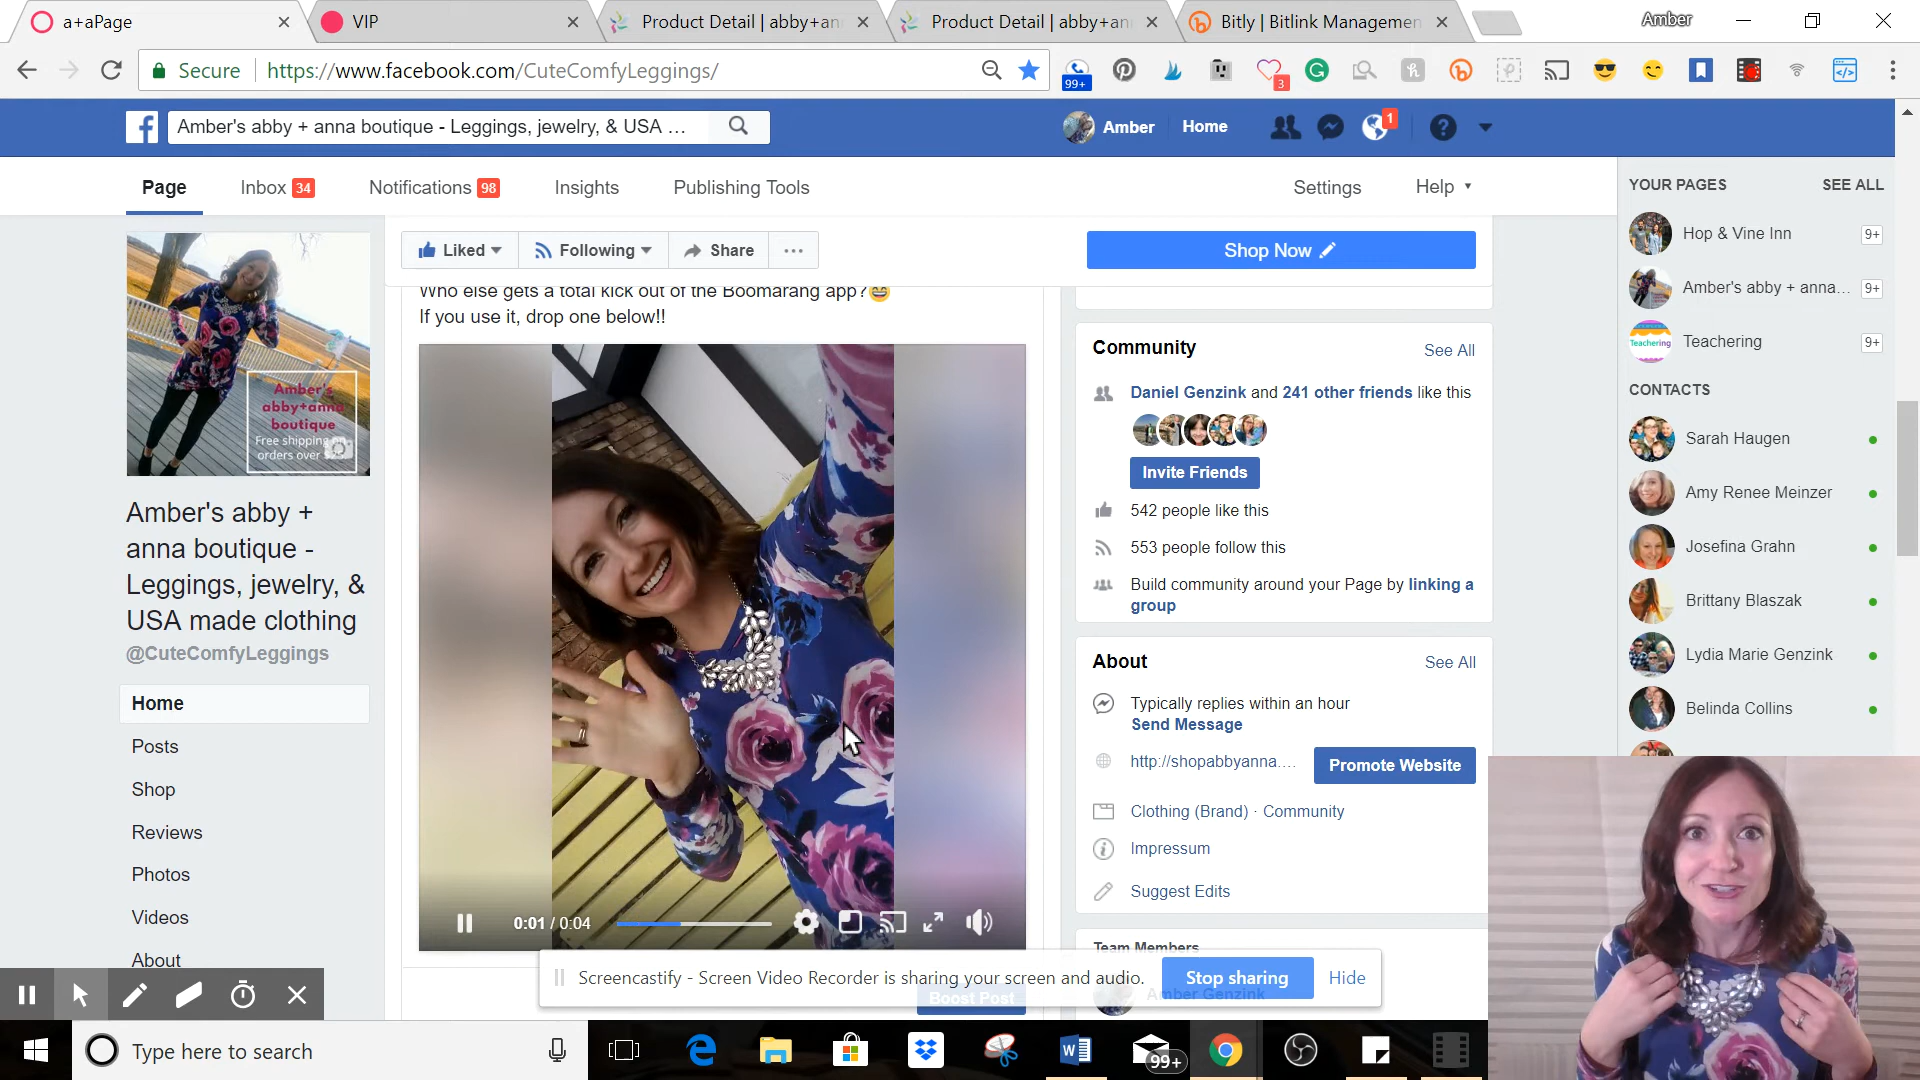 a+aPage
VIP
Product Detail | abby+an
Product Detail | abby+an
Bitly | Bitlink Managemen
Amber
Secure
https://www.facebook.com/CuteComfyLeggings/
99+
3
Amber's abby + anna boutique - Leggings, jewelry, & USA ...
Amber
Home
1
Page
Inbox 34
Notifications 98
Insights
Publishing Tools
Settings
Help
YOUR PAGES
SEE ALL
Hop & Vine Inn
9+
Amber's abby + anna...
9+
Teachering
Teachering
9+
CONTACTS
Sarah Haugen
Amy Renee Meinzer
Josefina Grahn
Brittany Blaszak
Lydia Marie Genzink
Belinda Collins
Amber's
abby+anna
boutique
Free shipping on
orders over
Amber's abby +
anna boutique -
Leggings, jewelry, &
USA made clothing
@CuteComfyLeggings
Home
Posts
Shop
Reviews
Photos
Videos
About
Liked
Following
Share
...
Shop Now
Who else gets a total kick out of the Boomarang app?😄
If you use it, drop one below!!
0:01 / 0:04
Boost Post
Community
See All
Daniel Genzink and 241 other friends like this
Invite Friends
542 people like this
553 people follow this
Build community around your Page by linking a
group
About
See All
Typically replies within an hour
Send Message
http://shopabbyanna....
Promote Website
Clothing (Brand) · Community
Impressum
Suggest Edits
Team Members
Amber Genzink
Screencastify - Screen Video Recorder is sharing your screen and audio.
Stop sharing
Hide
Type here to search
99+